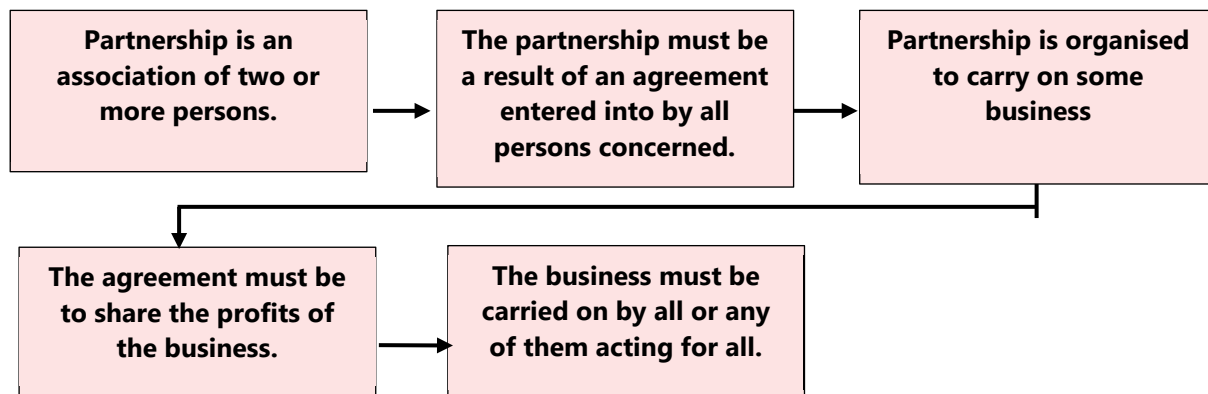 Partnership is an
association of two or
more persons.
The partnership must be
a result of an agreement
entered into by all
persons concerned.
Partnership is organised
to carry on some
business
The agreement must be
to share the profits of
the business.
The business must be
carried on by all or any
of them acting for all.